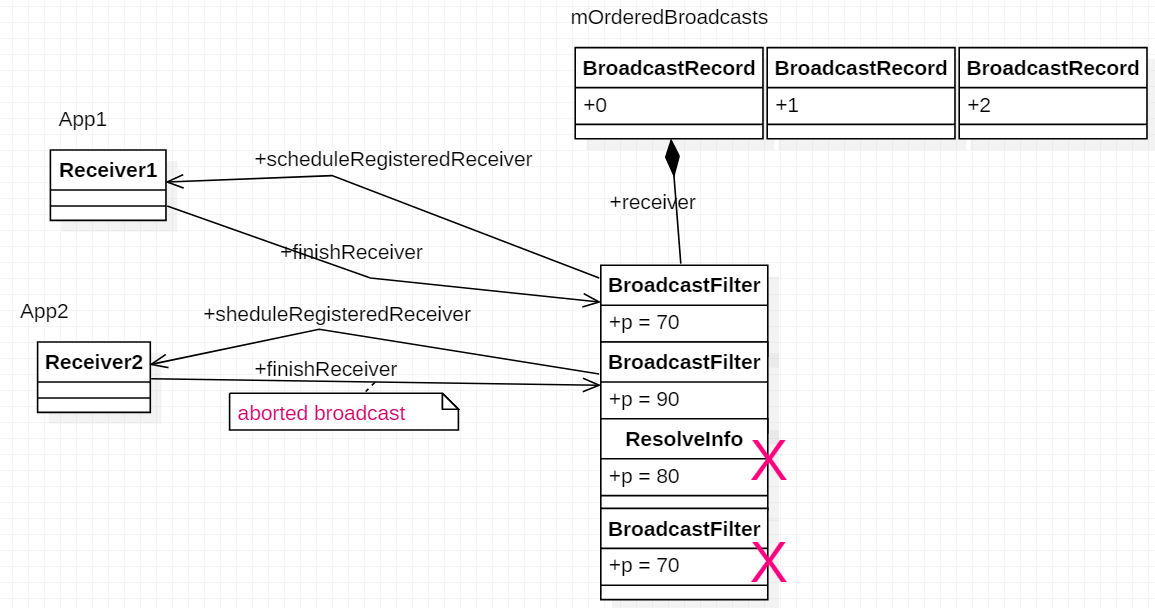 mOrderedBroadcasts
BroadcastRecord BroadcastRecord BroadcastRecord
+0 +1 +2
App1
Receiver1
+scheduleRegisteredReceiver
+receiver
+finishReceiver
BroadcastFilter
+p = 70
App2
Receiver2
+sheduleRegisteredReceiver
+finishReceiver
aborted broadcast
BroadcastFilter
+p = 90
ResolveInfo
+p = 80
X
BroadcastFilter
+p = 70
X